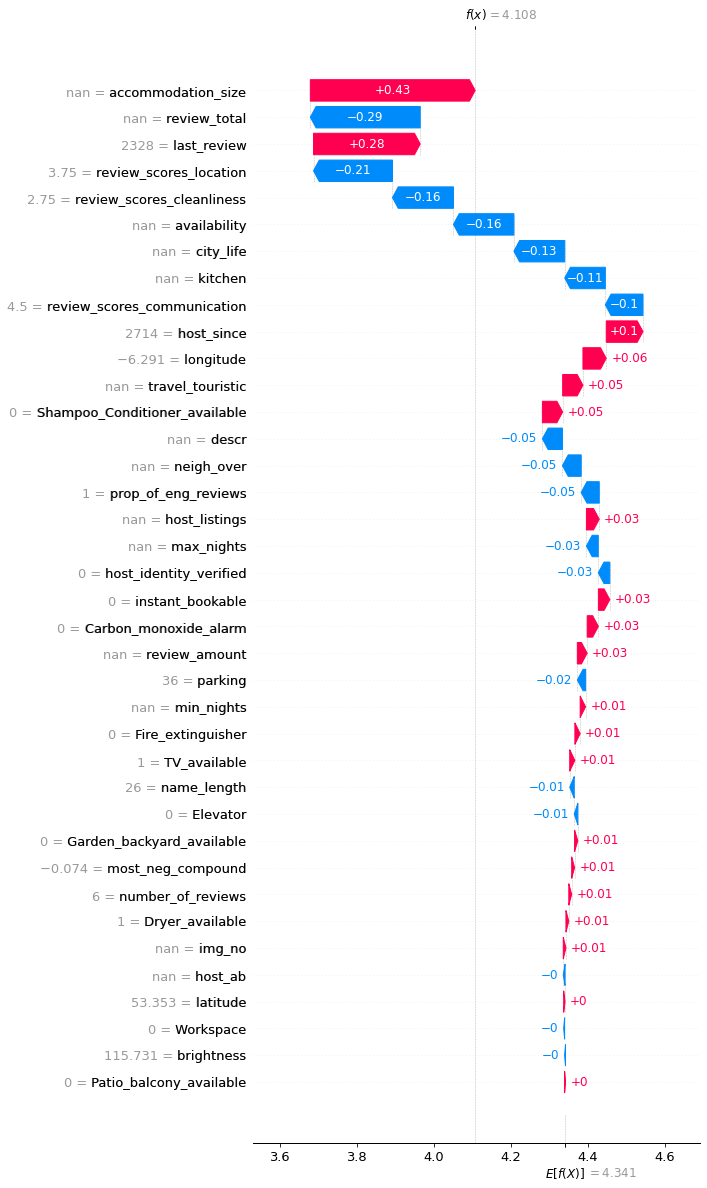 f(x) = 4.108
nan = accommodation_size +0.43
nan = review_total −0.29
2328 = last_review +0.28
3.75 = review_scores_location −0.21
2.75 = review_scores_cleanliness −0.16
nan = availability −0.16
nan = city_life −0.13
nan = kitchen −0.11
4.5 = review_scores_communication −0.1
2714 = host_since +0.1
−6.291 = longitude +0.06
nan = travel_touristic +0.05
0 = Shampoo_Conditioner_available +0.05
nan = descr −0.05
nan = neigh_over −0.05
1 = prop_of_eng_reviews −0.05
nan = host_listings +0.03
nan = max_nights −0.03
0 = host_identity_verified −0.03
0 = instant_bookable +0.03
0 = Carbon_monoxide_alarm +0.03
nan = review_amount +0.03
36 = parking −0.02
nan = min_nights +0.01
0 = Fire_extinguisher +0.01
1 = TV_available +0.01
26 = name_length −0.01
0 = Elevator −0.01
0 = Garden_backyard_available +0.01
−0.074 = most_neg_compound +0.01
6 = number_of_reviews +0.01
1 = Dryer_available +0.01
nan = img_no +0.01
nan = host_ab −0
53.353 = latitude +0
0 = Workspace −0
115.731 = brightness −0
0 = Patio_balcony_available +0
3.6 3.8 4.0 4.2 4.4 4.6
E[f(X)] = 4.341